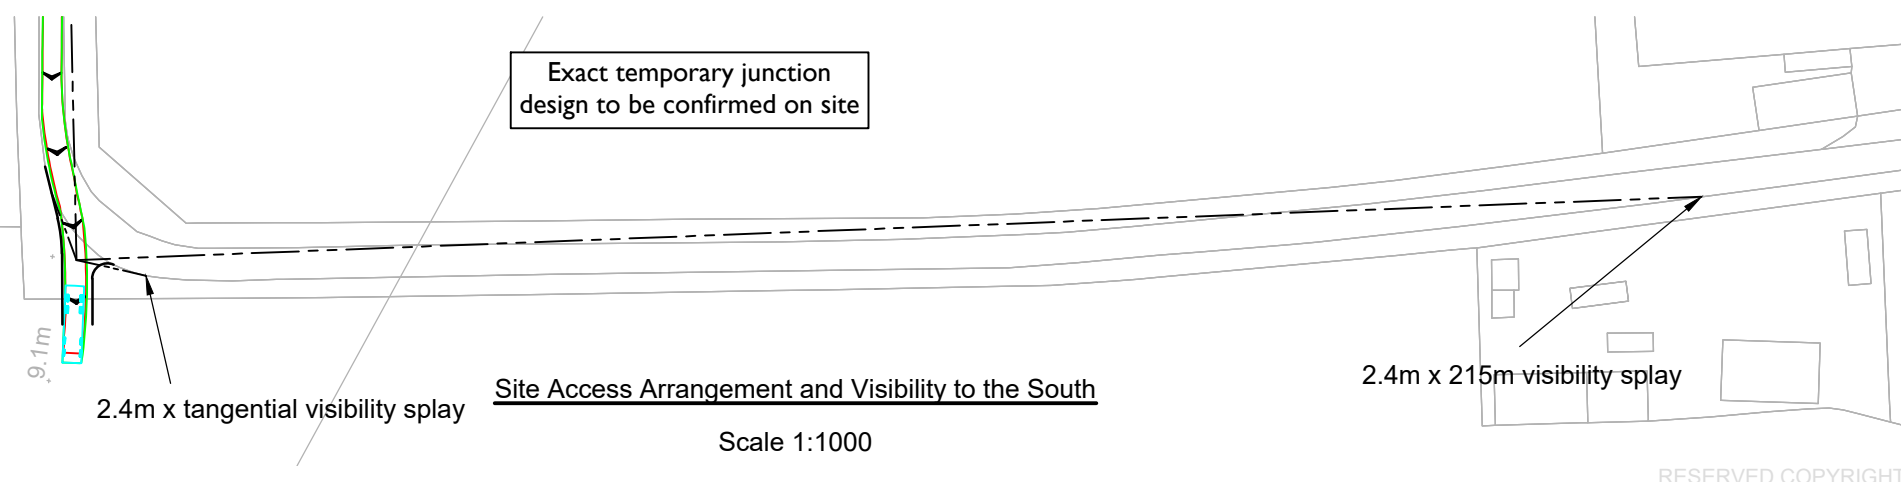 Exact temporary junction
design to be confirmed on site
9.1m
2.4m x tangential visibility splay
Site Access Arrangement and Visibility to the South
Scale 1:1000
2.4m x 215m visibility splay
RESERVED COPYRIGHT